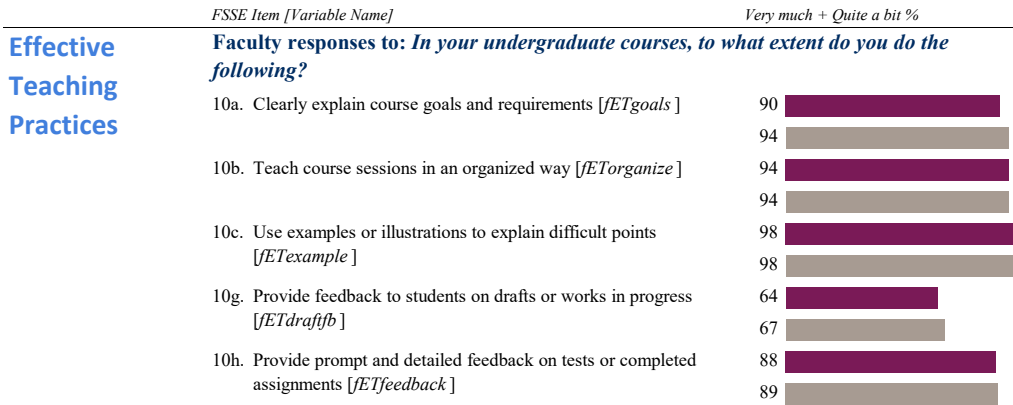 FSSE Item [Variable Name] Very much + Quite a bit %
Effective
Teaching
Practices
Faculty responses to: In your undergraduate courses, to what extent do you do the
following?
10a. Clearly explain course goals and requirements [fETgoals ] 90
94
10b. Teach course sessions in an organized way [fETorganize ] 94
94
10c. Use examples or illustrations to explain difficult points 98
[fETexample ]
98
10g. Provide feedback to students on drafts or works in progress 64
[fETdraftfb ]
67
10h. Provide prompt and detailed feedback on tests or completed 88
assignments [fETfeedback ]
89